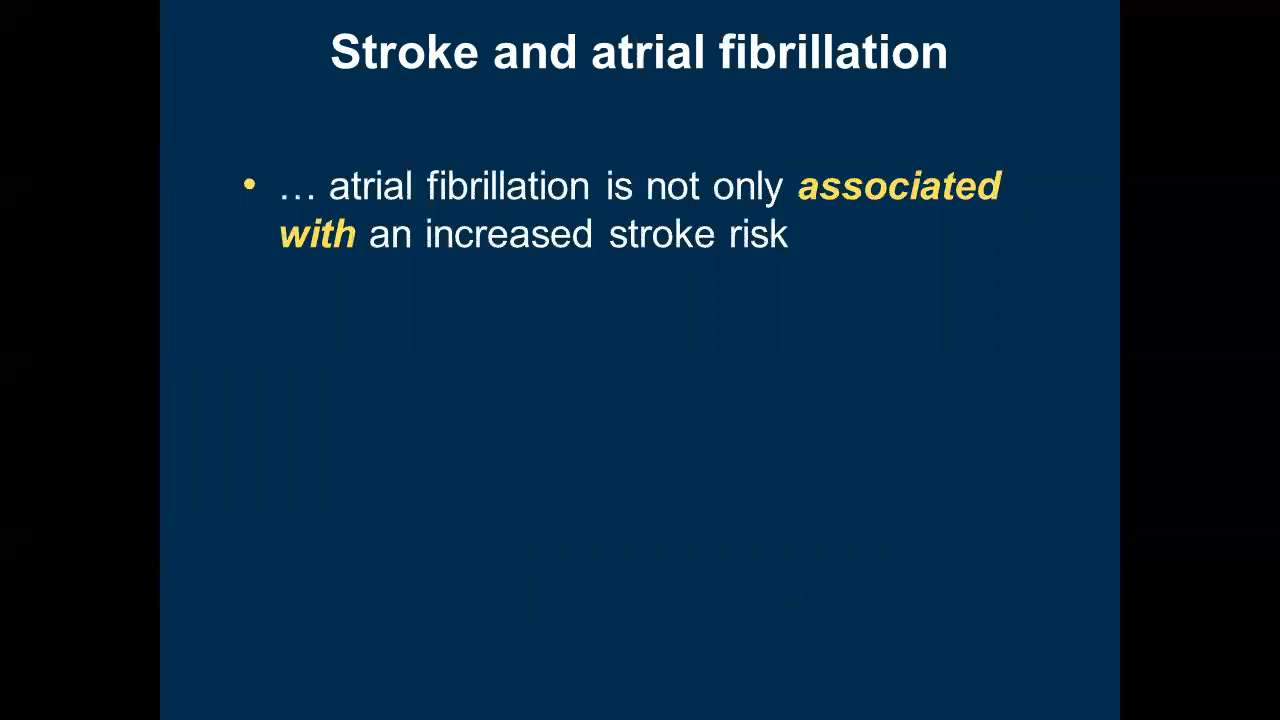 Stroke and atrial fibrillation
• … atrial fibrillation is not only associated
with an increased stroke risk